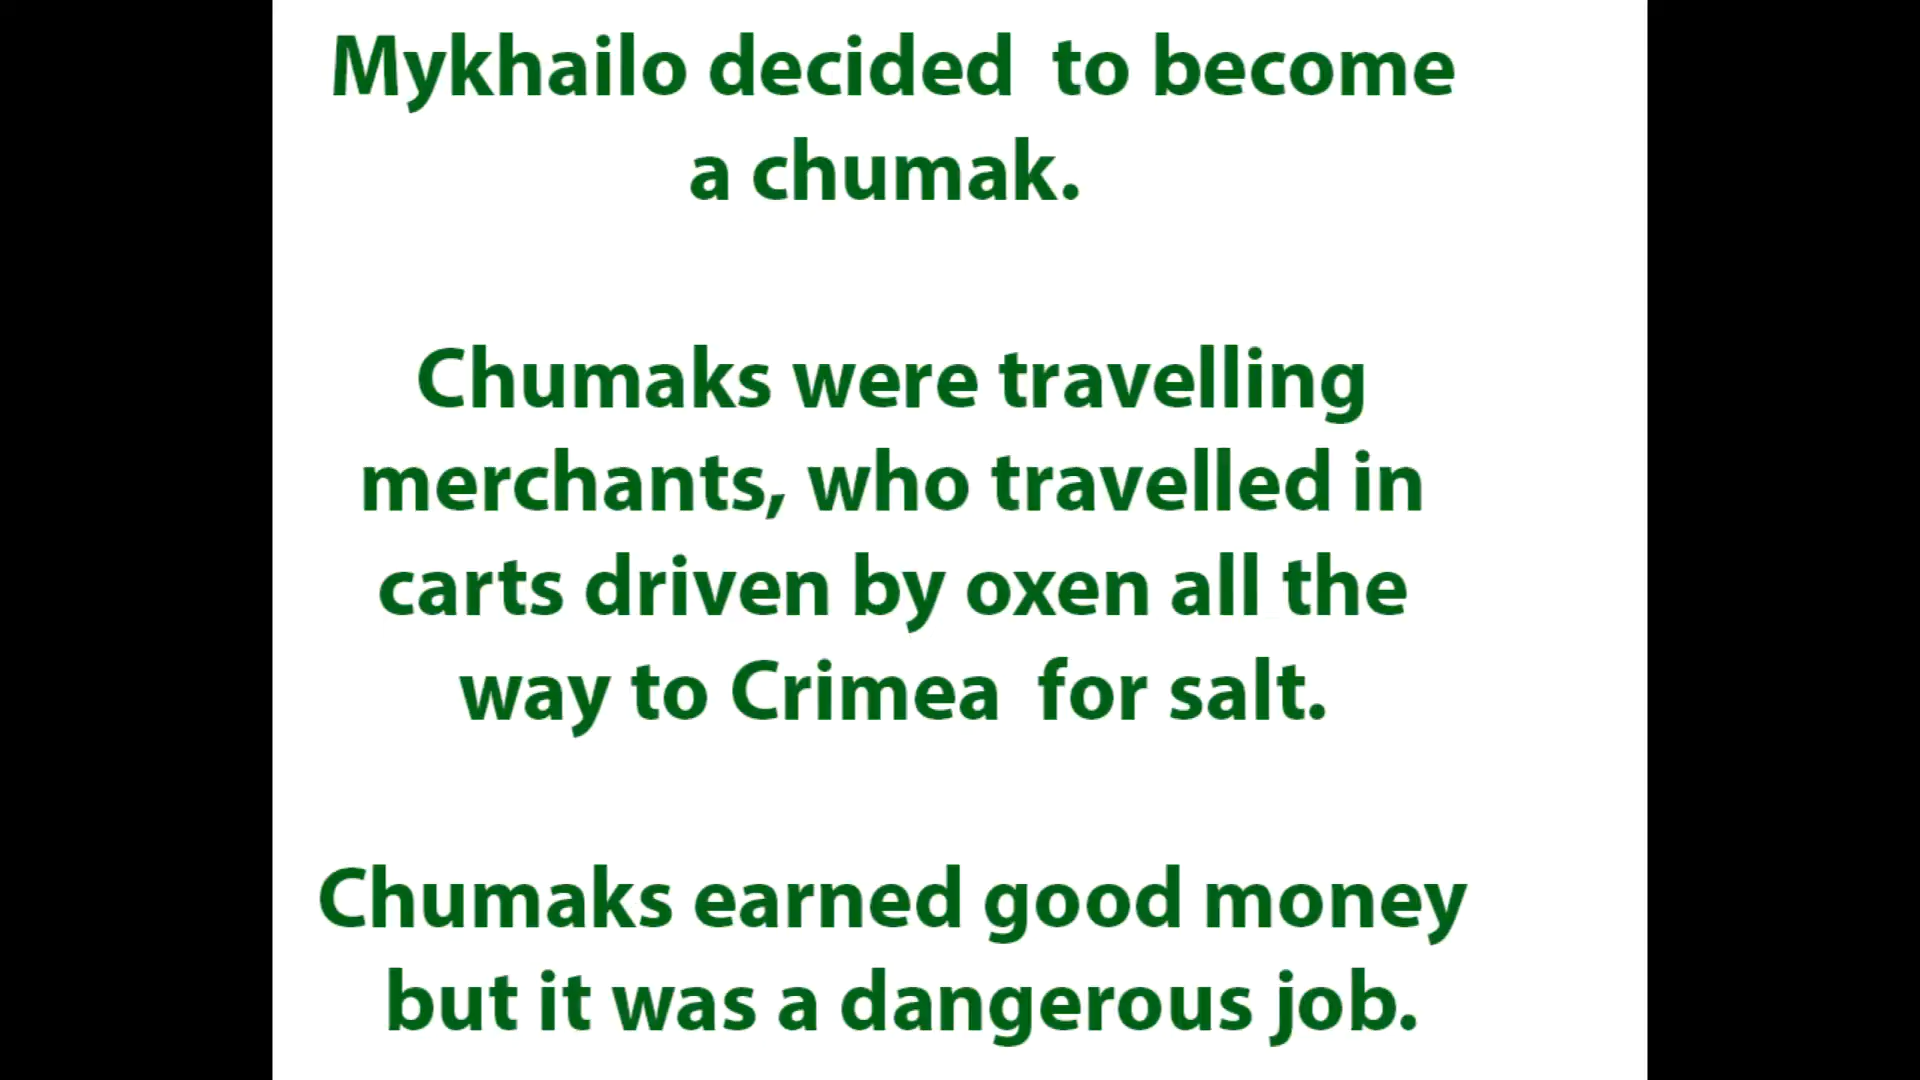 Mykhailo decided  to become
a chumak.
Chumaks were travelling
merchants, who travelled in
carts driven by oxen all the
way to Crimea  for salt.
Chumaks earned good money
but it was a dangerous job.